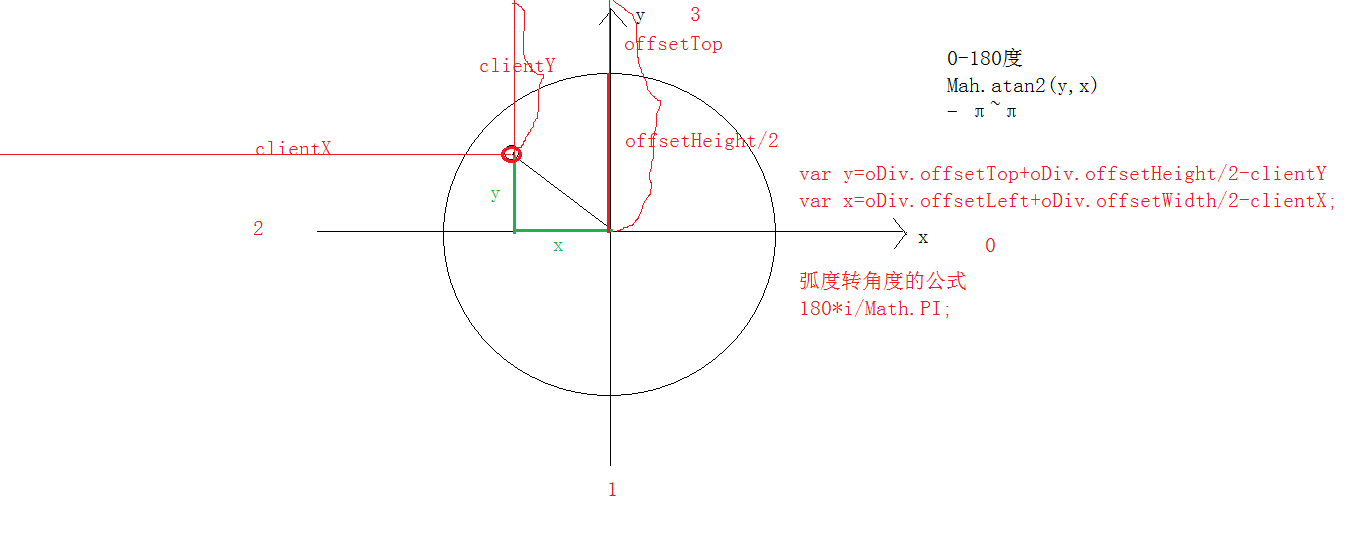 y
3
offsetTop
clientY
0-180度
Mah.atan2(y,x)
- π~π
clientX
offsetHeight/2
var y=oDiv.offsetTop+oDiv.offsetHeight/2-clientY
var x=oDiv.offsetLeft+oDiv.offsetWidth/2-clientX;
y
2
x
x
0
弧度转角度的公式
180*i/Math.PI;
1